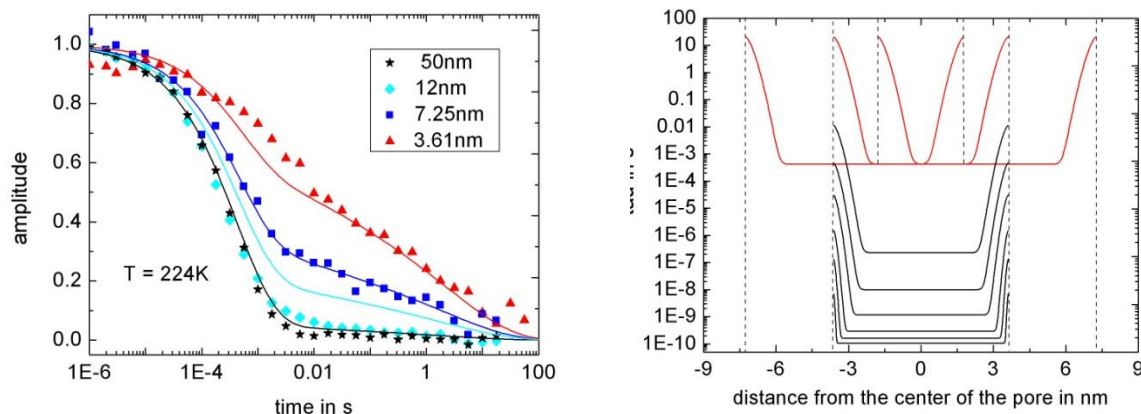 1.0
0.8
0.6
0.4
0.2
0.0
amplitude
50nm
12nm
7.25nm
3.61nm
T = 224K
1E-6
1E-4
0.01
1
100
time in s
100
10
1
0.1
0.01
1E-3
1E-4
1E-5
1E-6
1E-7
1E-8
1E-9
1E-10
-9
-6
-3
0
3
6
9
distance from the center of the pore in nm